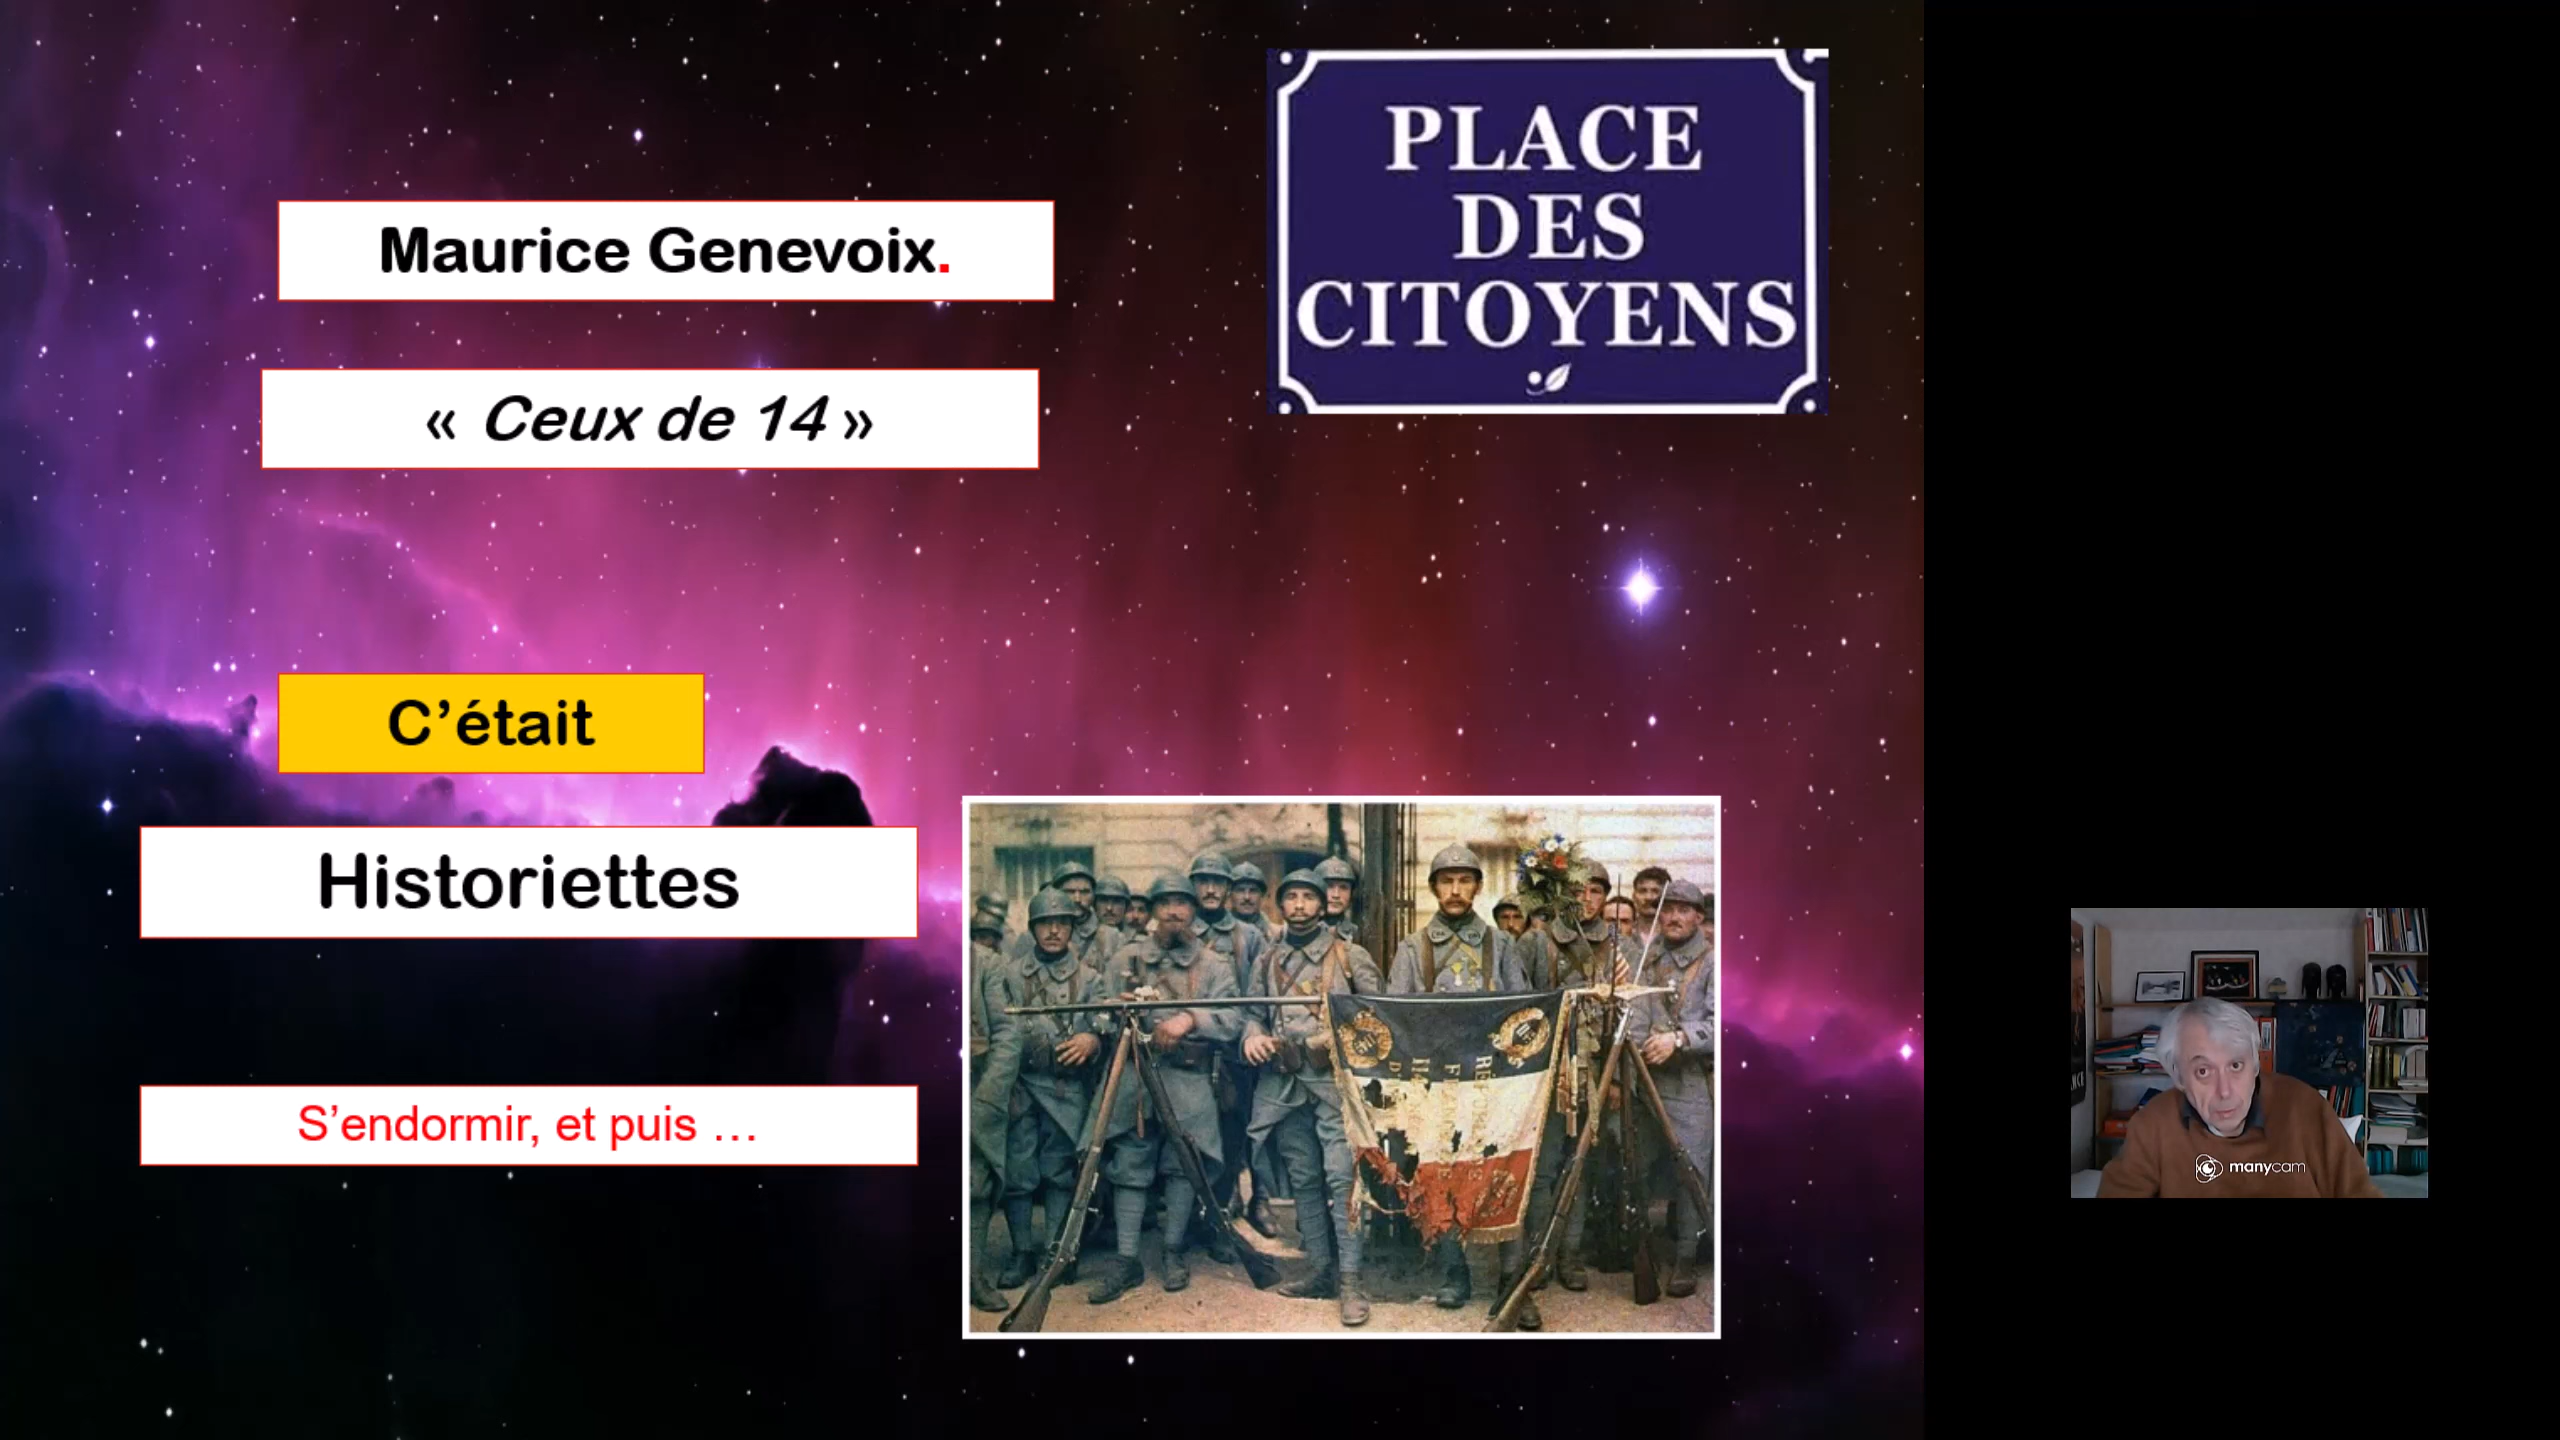 Maurice Genevoix.
« Ceux de 14 »
PLACE
DES
CITOYENS
C’était
Historiettes
S’endormir, et puis …
manycam